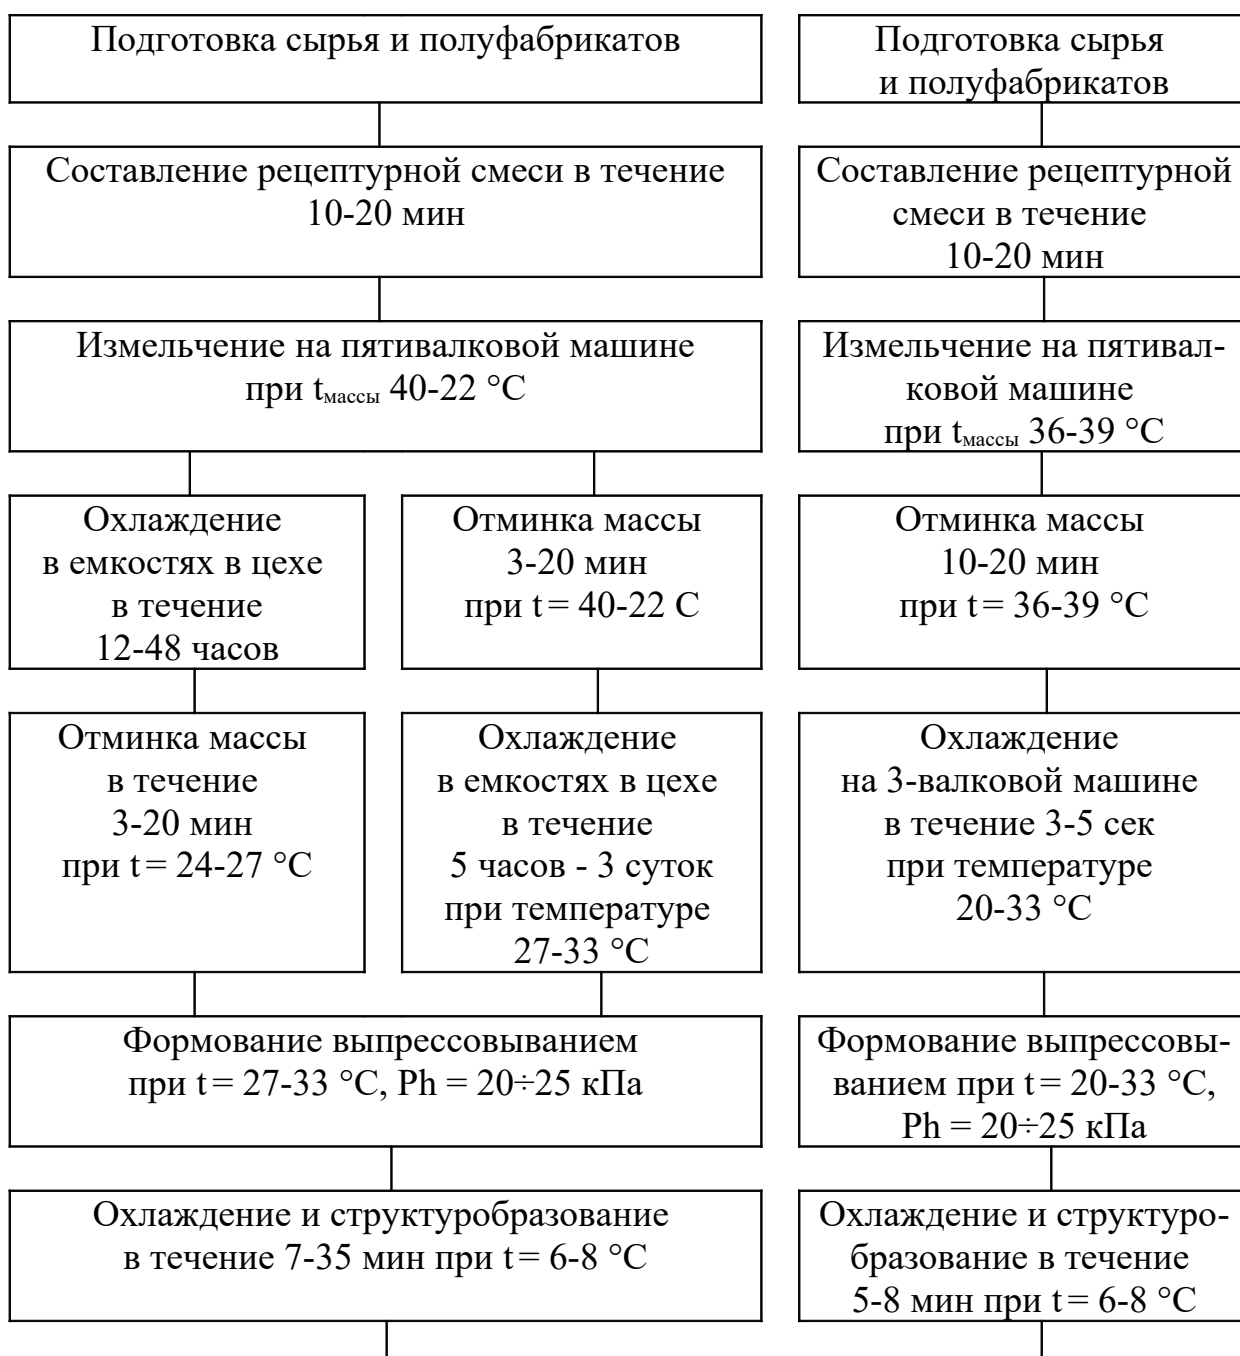 Подготовка сырья и полуфабрикатов
Подготовка сырья
и полуфабрикатов
Составление рецептурной смеси в течение
10-20 мин
Составление рецептурной
смеси в течение
10-20 мин
Измельчение на пятивалковой машине
при tмассы 40-22 °С
Измельчение на пятивал-
ковой машине
при tмассы 36-39 °С
Охлаждение
в емкостях в цехе
в течение
12-48 часов
Отминка массы
3-20 мин
при t = 40-22 С
Отминка массы
10-20 мин
при t = 36-39 °С
Отминка массы
в течение
3-20 мин
при t = 24-27 °С
Охлаждение
в емкостях в цехе
в течение
5 часов - 3 суток
при температуре
27-33 °С
Охлаждение
на 3-валковой машине
в течение 3-5 сек
при температуре
20-33 °С
Формование выпрессовыванием
при t = 27-33 °С, Ph = 20÷25 кПа
Формование выпрессовы-
ванием при t = 20-33 °С,
Ph = 20÷25 кПа
Охлаждение и структуробразование
в течение 7-35 мин при t = 6-8 °С
Охлаждение и структуро-
бразование в течение
5-8 мин при t = 6-8 °С